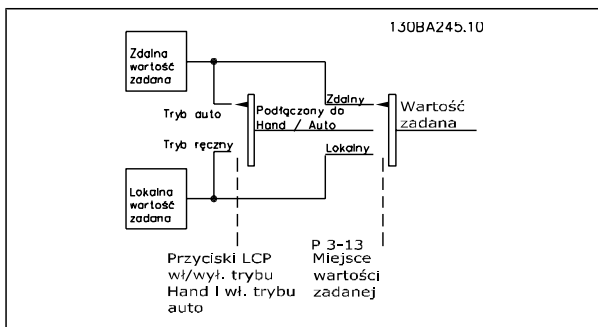 130BA245.10
Zdalna
wartość
zadana
Zdalny
Wartość
zadana
Tryb auto
Podłączany do
Hand / Auto
Tryb ręczny
Lokalny
Lokalna
wartość
zadana
Przyciski LCP
wł/wył. trybu
Hand I wł. trybu
auto
P 3-13
Miejsce
wartości
zadanej